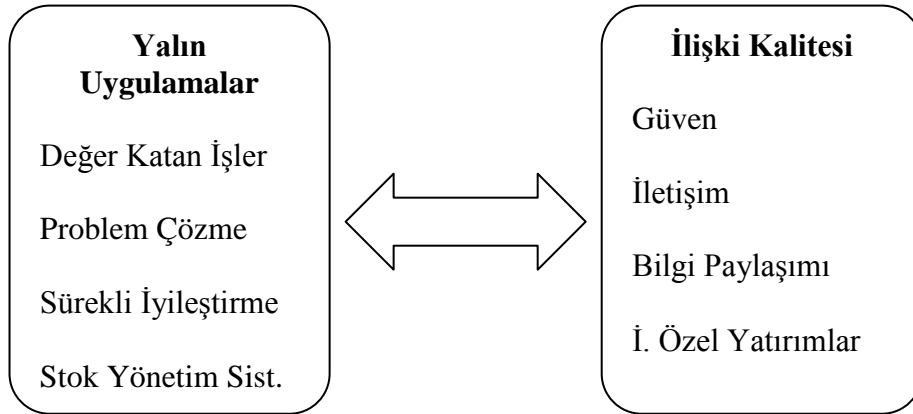 Yalın
Uygulamalar
Değer Katan İşler
Problem Çözme
Sürekli İyileştirme
Stok Yönetim Sist.
İlişki Kalitesi
Güven
İletişim
Bilgi Paylaşımı
İ. Özel Yatırımlar